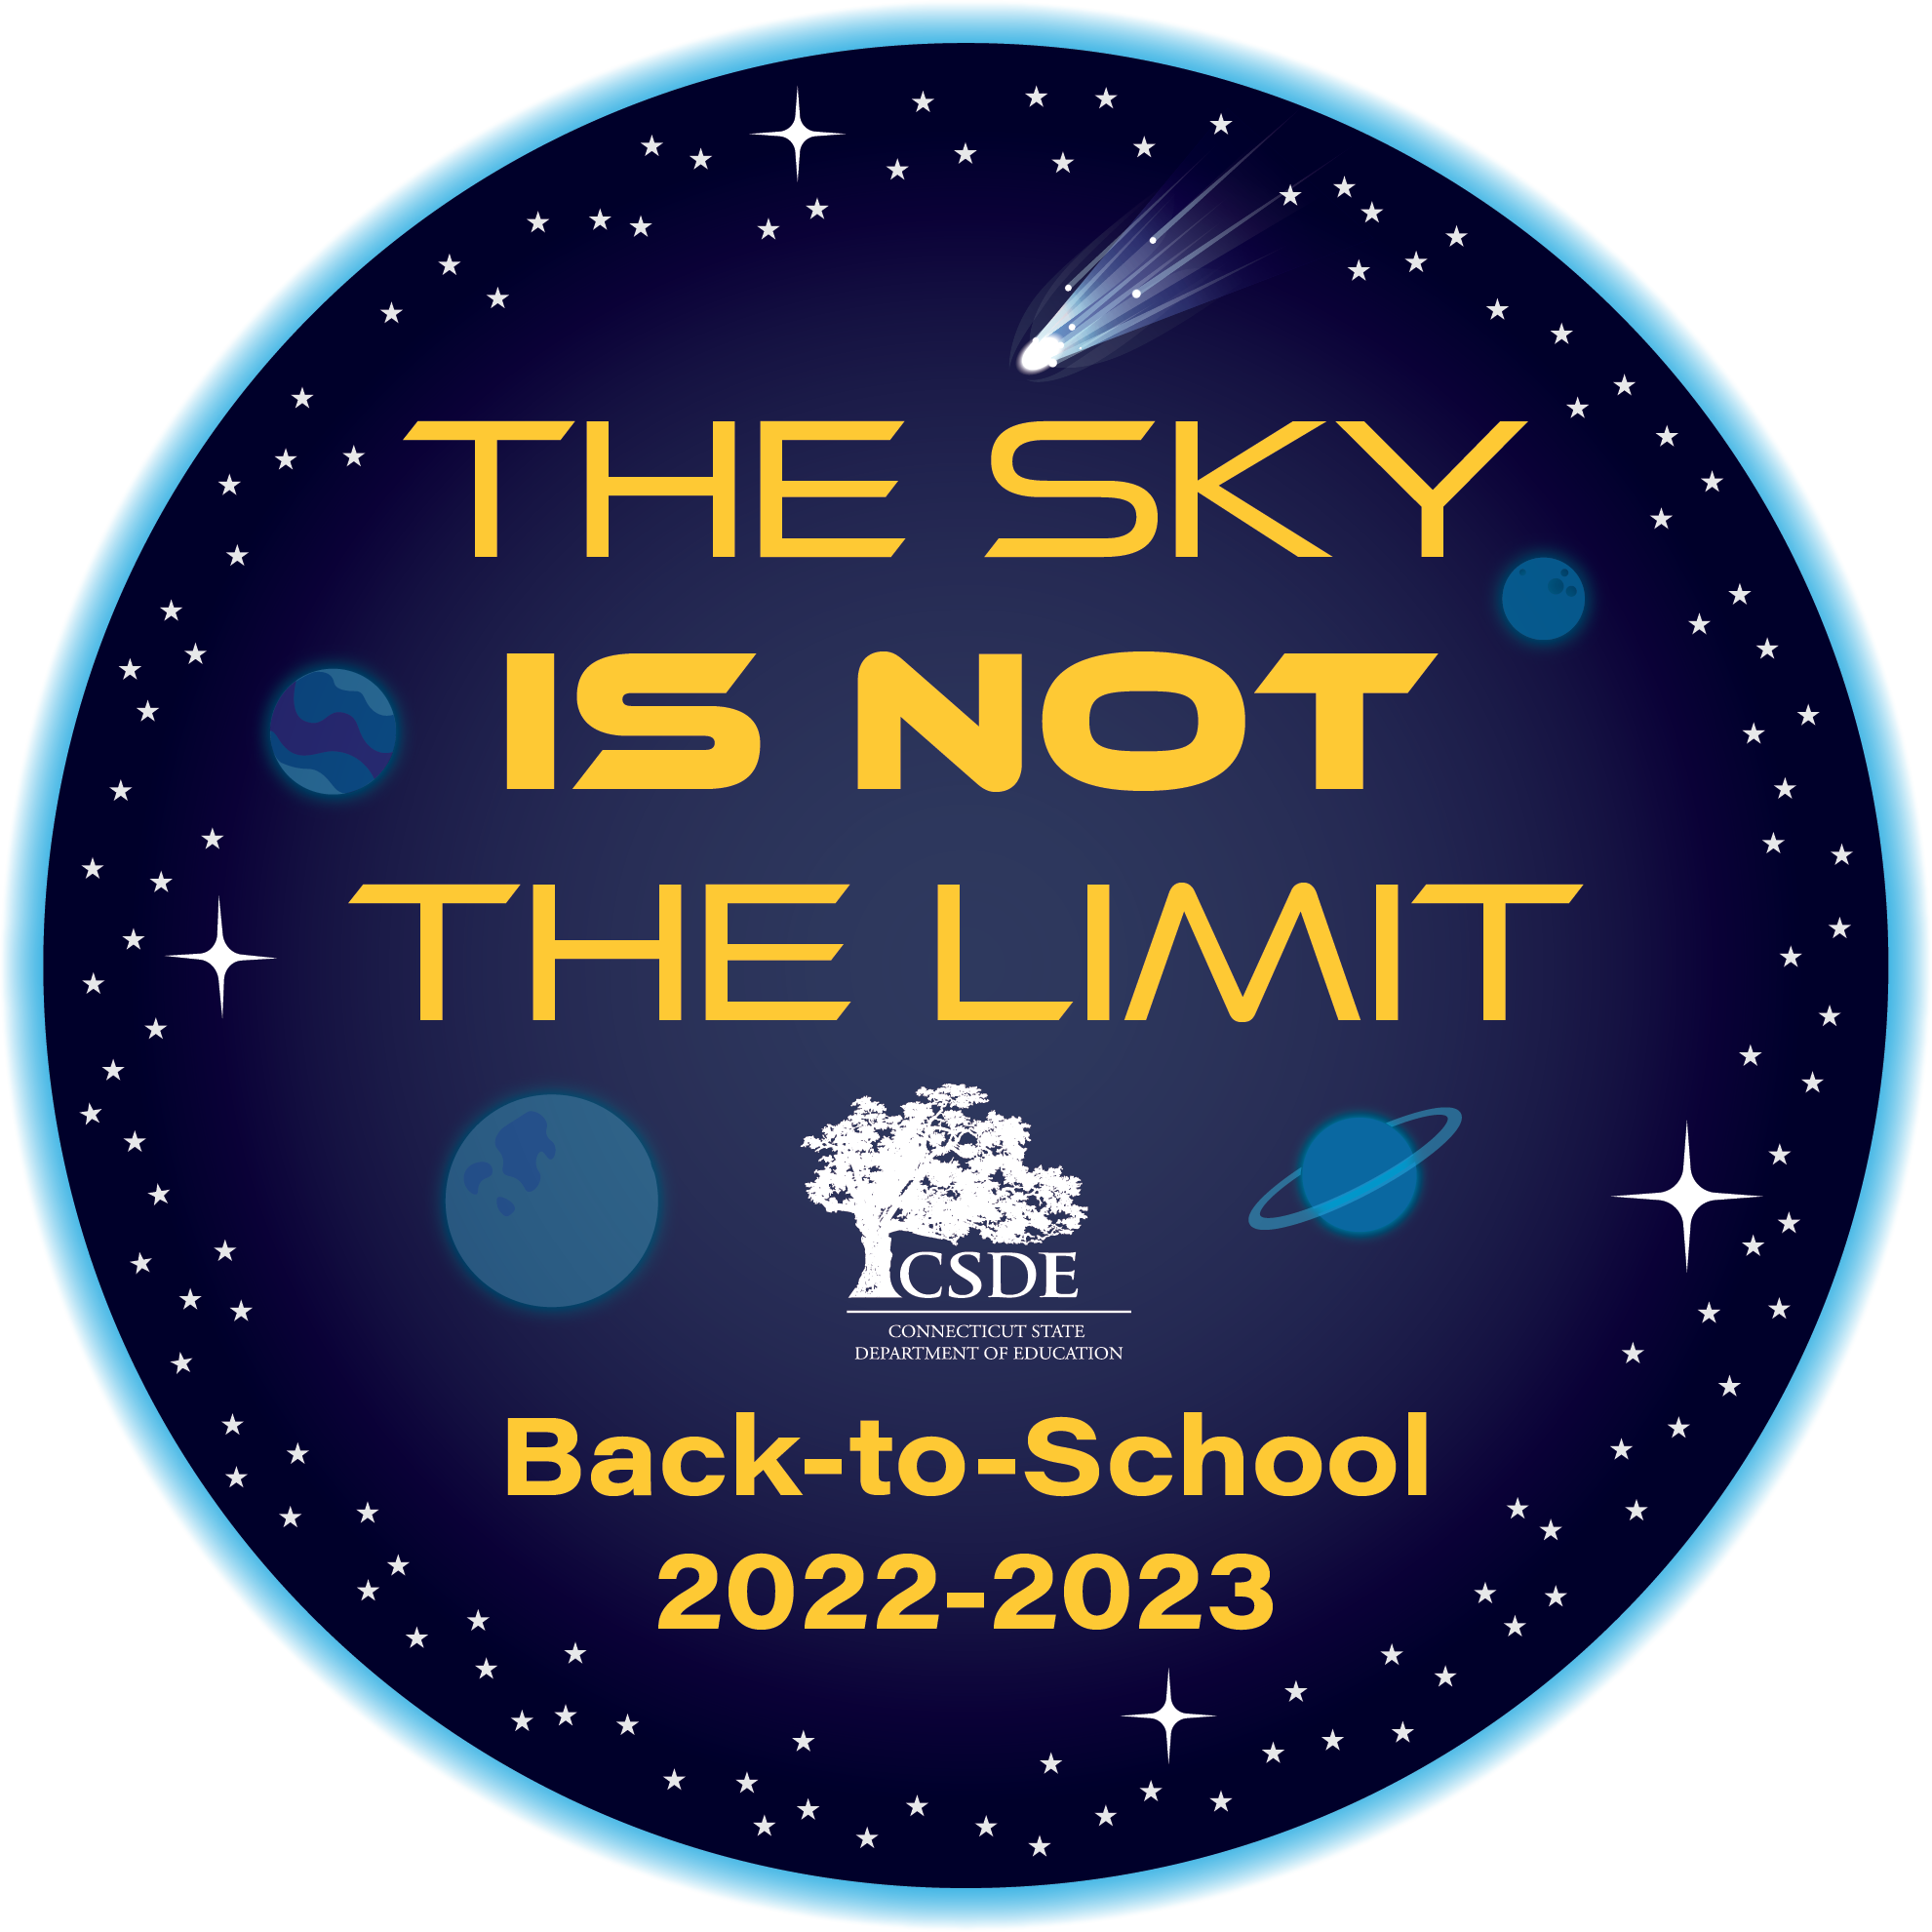 THE SKY
IS NOT
THE LIMIT
CSDE
CONNECTICUT STATE
DEPARTMENT OF EDUCATION
Back-to-School
2022-2023